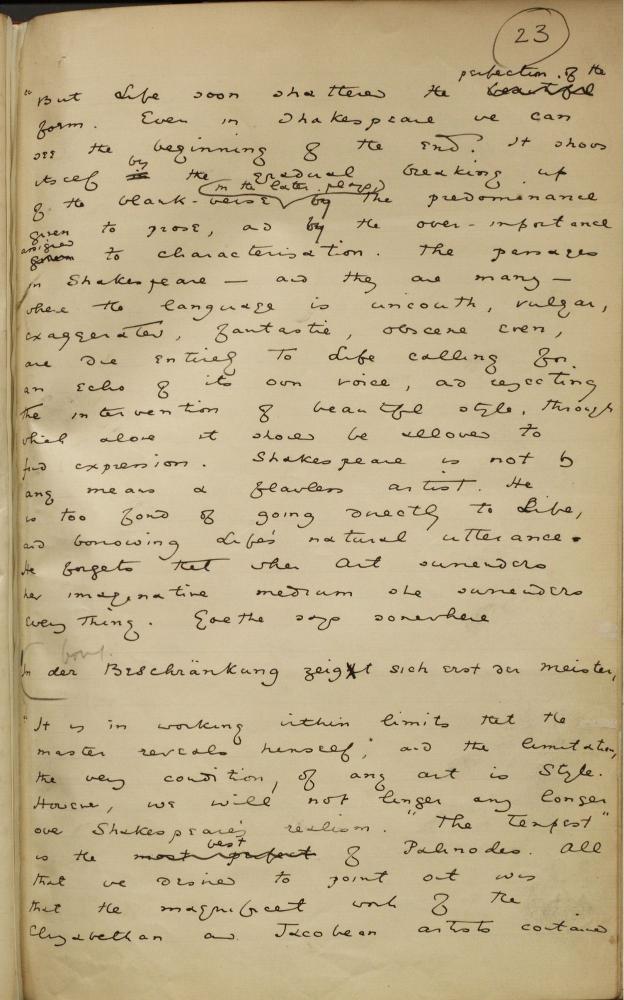 23
perfection of the
"But Life soon shattered the beautiful
form. Even in Shakespeare we can
see the beginning of the end. It shows
itself by the gradual breaking up
of the blank-verse in the later plays, by the predominance
given to prose, and by the over-importance
assigned given to characterisation. The passages
in Shakespeare — and they are many —
where the language is uncouth, vulgar,
exaggerated, fantastic, obscene even,
are due entirely to Life calling for
an echo of its own voice, and rejecting
the intervention of beautiful style, through
which alone it should be allowed to
find expression. Shakespeare is not by
any means a flawless artist. He
is too fond of going directly to Life,
and borrowing Life's natural utterance.
He forgets that when Art surrenders
her imaginative medium she surrenders
everything. Goethe says somewhere
In der Beschränkung zeigt sich erst der meister,
"It is in working within limits that the
master reveals himself; and the limitation,
the very condition, of any art is Style.
However, we will not linger any longer
over Shakespeare's realism. "The Tempest"
best
is the most perfect of Palinodes. All
that we desired to point out was
that the magnificent work of the
Elizabethan and Jacobean artists contained